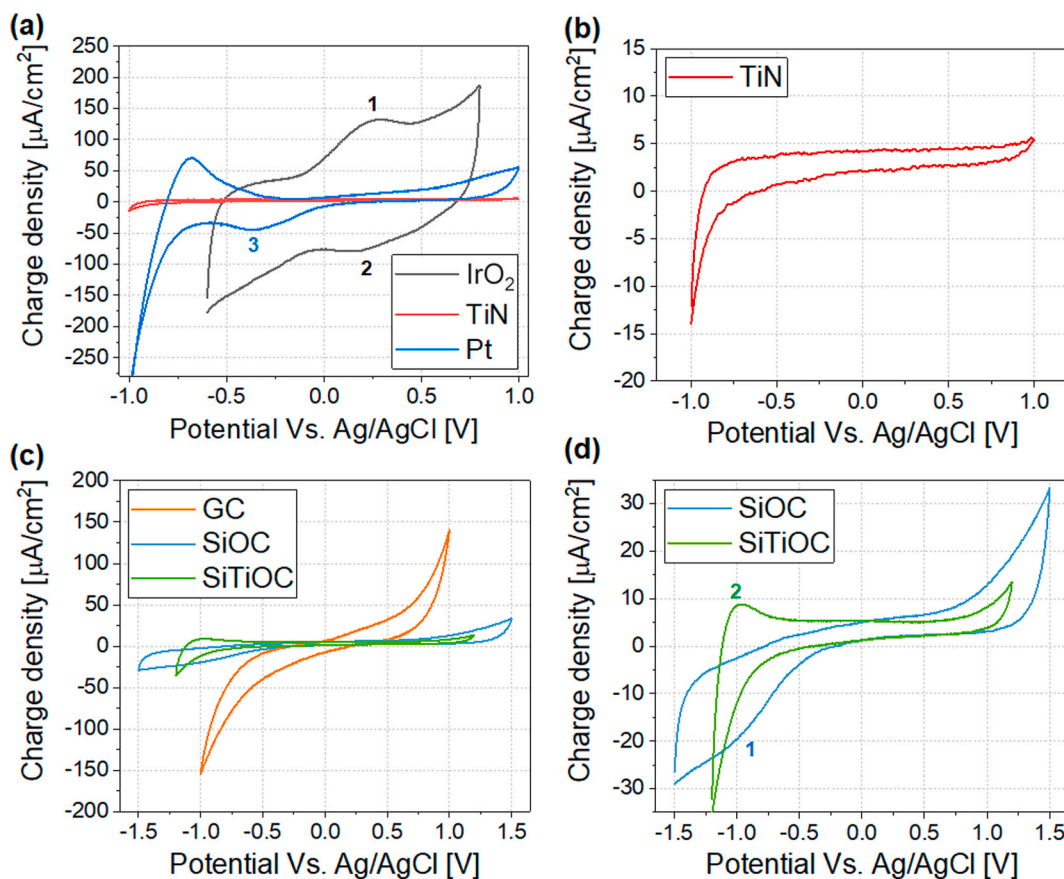 (a)
Charge density [μA/cm²]
250
200
150
100
50
0
-50
-100
-150
-200
-250
1
2
3
IrO₂
TiN
Pt
-1.0 -0.5 0.0 0.5 1.0
Potential Vs. Ag/AgCl [V]
(b)
Charge density [μA/cm²]
15
10
5
0
-5
-10
-15
-20
TiN
-1.0 -0.5 0.0 0.5 1.0
Potential Vs. Ag/AgCl [V]
(c)
Charge density [μA/cm²]
200
150
100
50
0
-50
-100
-150
-200
GC
SiOC
SiTiOC
-1.5 -1.0 -0.5 0.0 0.5 1.0 1.5
Potential Vs. Ag/AgCl [V]
(d)
Charge density [μA/cm²]
30
20
10
0
-10
-20
-30
SiOC
SiTiOC
2
1
-1.5 -1.0 -0.5 0.0 0.5 1.0 1.5
Potential Vs. Ag/AgCl [V]